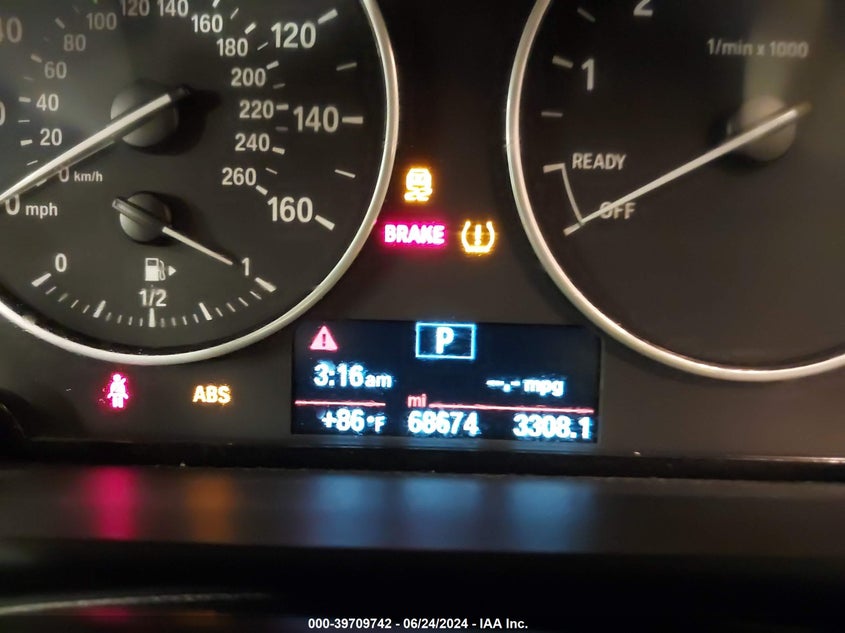 120 140
100 160
80 180
60 200
40 220
20 240
0 km/h 260
0 mph
120
140
160
0 1/2 1
2
1
1/min x 1000
READY
OFF
BRAKE
ABS
P
3:16am --.- mpg
mi
+86°F 68674 3308.1
000-39709742 / 06/24/2024 - IAA Inc.